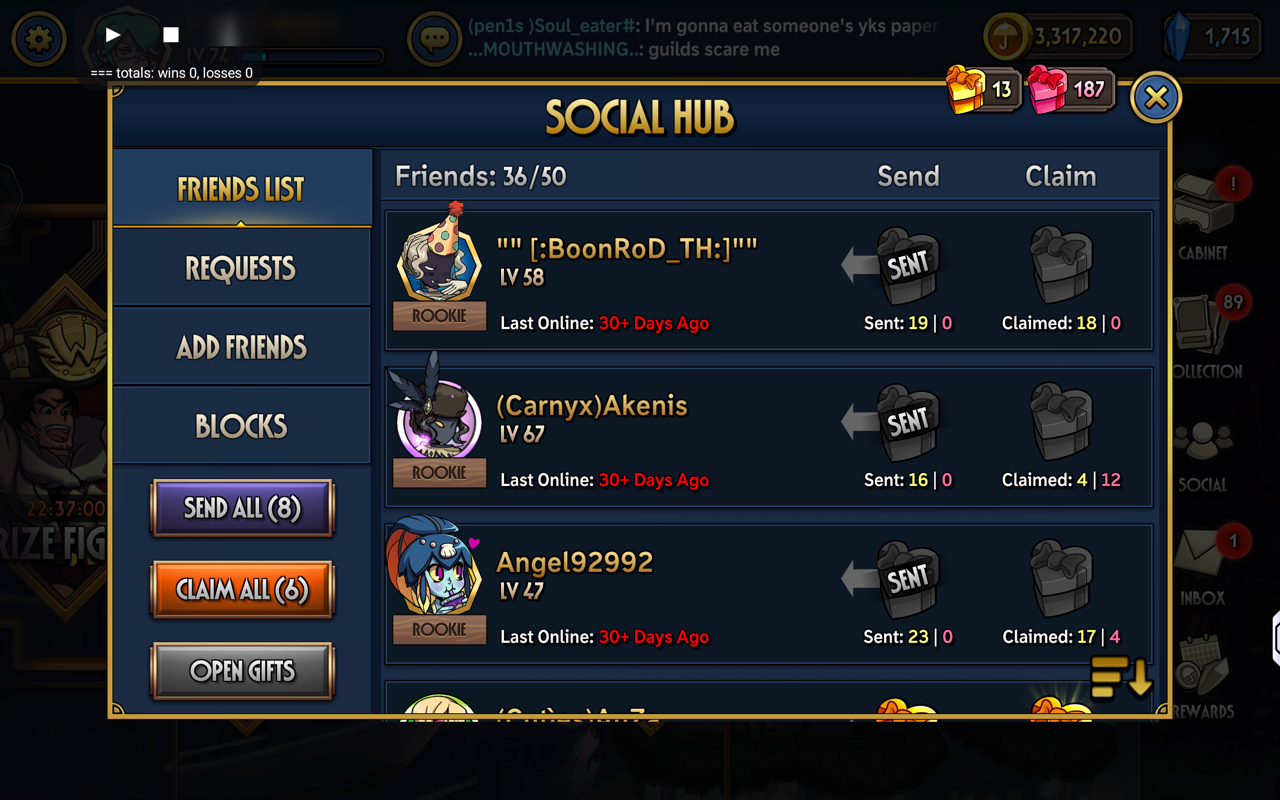 (pen1s )Soul_eater#: I'm gonna eat someone's yks paper
...MOUTHWASHING..: guilds scare me
3,317,220
1,715
LV 74
=== totals: wins 0, losses 0
13
187
SOCIAL HUB
FRIENDS LIST
REQUESTS
ADD FRIENDS
BLOCKS
SEND ALL (8)
CLAIM ALL (6)
OPEN GIFTS
Friends: 36/50
Send
Claim
"" [:BoonRoD_TH:]""
LV 58
ROOKIE
Last Online: 30+ Days Ago
SENT
Sent: 19 | 0
Claimed: 18 | 0
(Carnyx)Akenis
LV 67
ROOKIE
Last Online: 30+ Days Ago
SENT
Sent: 16 | 0
Claimed: 4 | 12
Angel92992
LV 47
ROOKIE
Last Online: 30+ Days Ago
SENT
Sent: 23 | 0
Claimed: 17 | 4
!
CABINET
89
OLLECTION
SOCIAL
1
INBOX
REWARDS
22:37:00
RIZE FIG